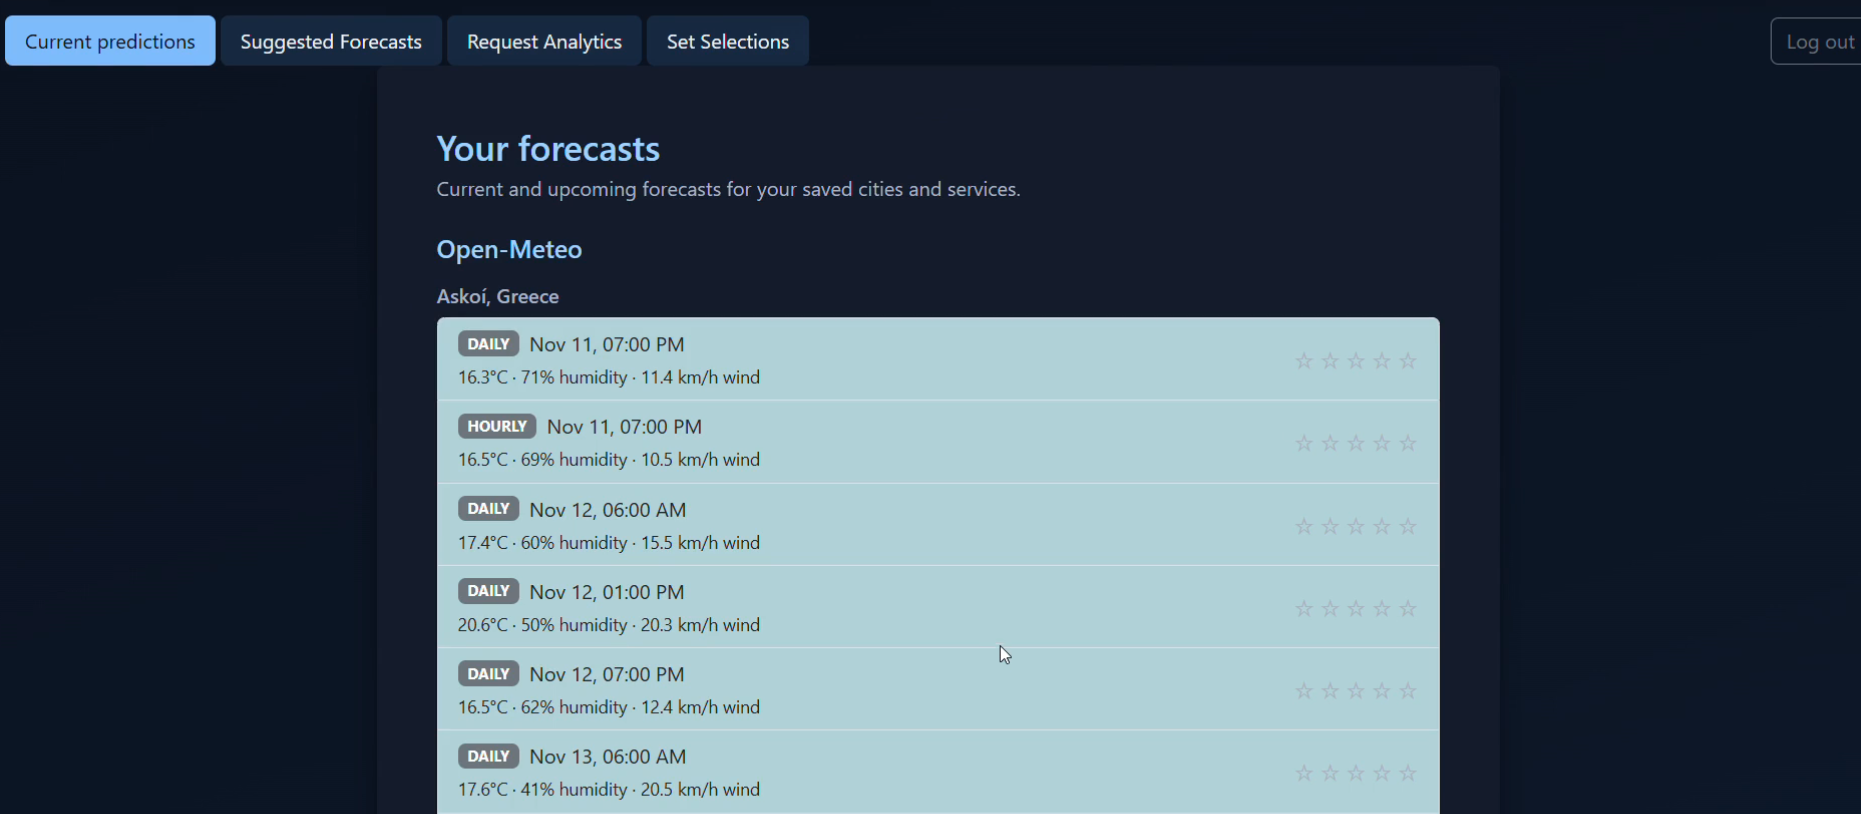 Current predictions
Suggested Forecasts
Request Analytics
Set Selections
Log out
Your forecasts
Current and upcoming forecasts for your saved cities and services.
Open-Meteo
Askoí, Greece
DAILY Nov 11, 07:00 PM
16.3°C · 71% humidity · 11.4 km/h wind
HOURLY Nov 11, 07:00 PM
16.5°C · 69% humidity · 10.5 km/h wind
DAILY Nov 12, 06:00 AM
17.4°C · 60% humidity · 15.5 km/h wind
DAILY Nov 12, 01:00 PM
20.6°C · 50% humidity · 20.3 km/h wind
DAILY Nov 12, 07:00 PM
16.5°C · 62% humidity · 12.4 km/h wind
DAILY Nov 13, 06:00 AM
17.6°C · 41% humidity · 20.5 km/h wind